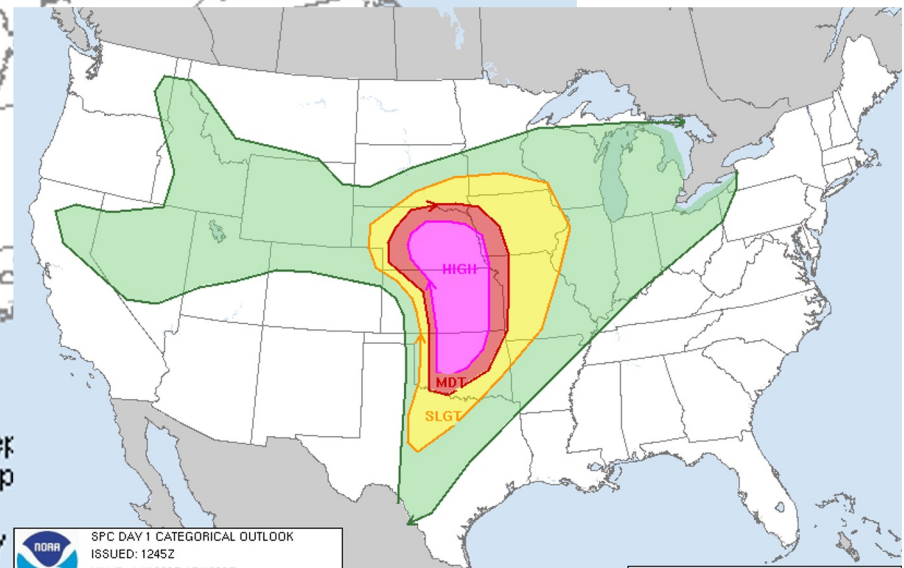 HIGH
MDT
SLGT
NOAA
SPC DAY 1 CATEGORICAL OUTLOOK
ISSUED: 1245Z